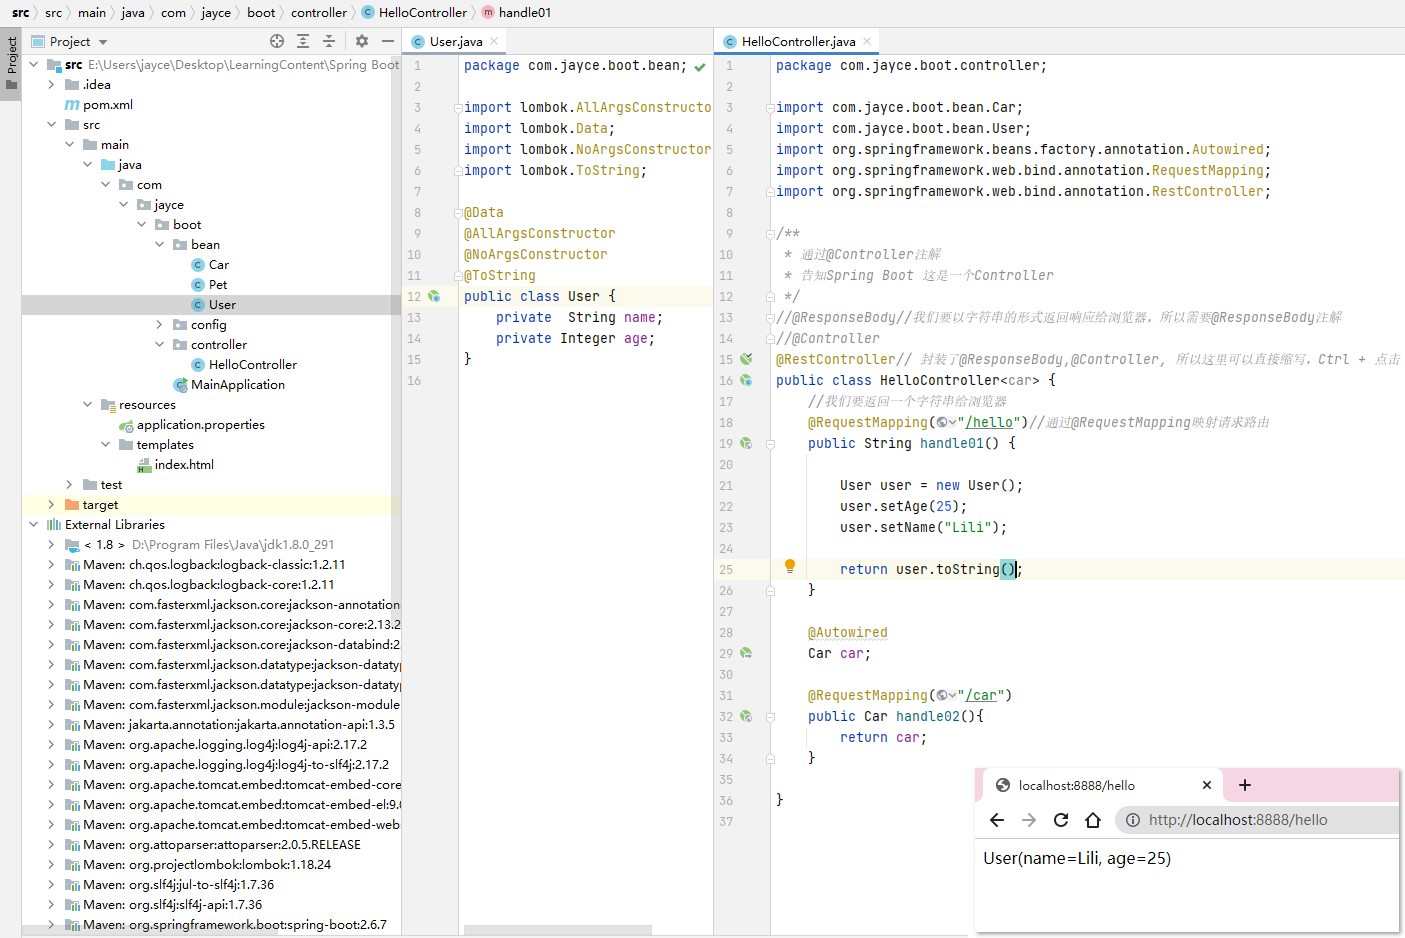 src src main java com jayce boot controller HelloController handle01
Project
Project
src E:\Users\jayce\Desktop\LearningContent\Spring Boot
.idea
pom.xml
src
main
java
com
jayce
boot
bean
Car
Pet
User
config
controller
HelloController
MainApplication
resources
application.properties
templates
index.html
test
target
External Libraries
< 1.8 > D:\Program Files\Java\jdk1.8.0_291
Maven: ch.qos.logback:logback-classic:1.2.11
Maven: ch.qos.logback:logback-core:1.2.11
Maven: com.fasterxml.jackson.core:jackson-annotation
Maven: com.fasterxml.jackson.core:jackson-core:2.13.2
Maven: com.fasterxml.jackson.core:jackson-databind:2.
Maven: com.fasterxml.jackson.datatype:jackson-dataty
Maven: com.fasterxml.jackson.datatype:jackson-dataty
Maven: com.fasterxml.jackson.module:jackson-module
Maven: jakarta.annotation:jakarta.annotation-api:1.3.5
Maven: org.apache.logging.log4j:log4j-api:2.17.2
Maven: org.apache.logging.log4j:log4j-to-slf4j:2.17.2
Maven: org.apache.tomcat.embed:tomcat-embed-core
Maven: org.apache.tomcat.embed:tomcat-embed-el:9.0
Maven: org.apache.tomcat.embed:tomcat-embed-web
Maven: org.attoparser:attoparser:2.0.5.RELEASE
Maven: org.projectlombok:lombok:1.18.24
Maven: org.slf4j:jul-to-slf4j:1.7.36
Maven: org.slf4j:slf4j-api:1.7.36
Maven: org.springframework.boot:spring-boot:2.6.7
User.java
1 package com.jayce.boot.bean;
2
3 import lombok.AllArgsConstructo
4 import lombok.Data;
5 import lombok.NoArgsConstructor
6 import lombok.ToString;
7
8 @Data
9 @AllArgsConstructor
10 @NoArgsConstructor
11 @ToString
12 public class User {
13 private  String name;
14 private Integer age;
15 }
16
HelloController.java
1 package com.jayce.boot.controller;
2
3 import com.jayce.boot.bean.Car;
4 import com.jayce.boot.bean.User;
5 import org.springframework.beans.factory.annotation.Autowired;
6 import org.springframework.web.bind.annotation.RequestMapping;
7 import org.springframework.web.bind.annotation.RestController;
8
9 /**
10 * 通过@Controller注解
11 * 告知Spring Boot 这是一个Controller
12 */
13 //@ResponseBody//我们要以字符串的形式返回响应给浏览器，所以需要@ResponseBody注解
14 //@Controller
15 @RestController// 封装了@ResponseBody,@Controller, 所以这里可以直接缩写，Ctrl + 点击
16 public class HelloController<car> {
17 //我们要返回一个字符串给浏览器
18 @RequestMapping("/hello")//通过@RequestMapping映射请求路由
19 public String handle01() {
20
21 User user = new User();
22 user.setAge(25);
23 user.setName("Lili");
24
25 return user.toString();
26 }
27
28 @Autowired
29 Car car;
30
31 @RequestMapping("/car")
32 public Car handle02(){
33 return car;
34 }
35
36 }
37
localhost:8888/hello
http://localhost:8888/hello
User(name=Lili, age=25)